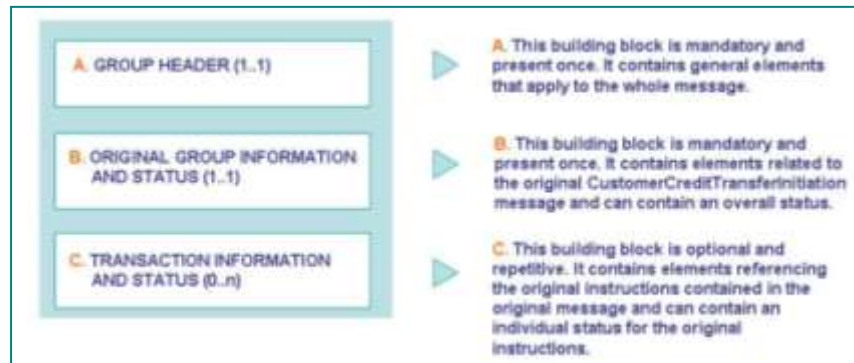 A. GROUP HEADER (1..1)
A. This building block is mandatory and
present once. It contains general elements
that apply to the whole message.
B. ORIGINAL GROUP INFORMATION
AND STATUS (1..1)
B. This building block is mandatory and
present once. It contains elements related to
the original CustomerCreditTransferInitiation
message and can contain an overall status.
C. TRANSACTION INFORMATION
AND STATUS (0..n)
C. This building block is optional and
repetitive. It contains elements referencing
the original instructions contained in the
original message and can contain an
individual status for the original
instructions.